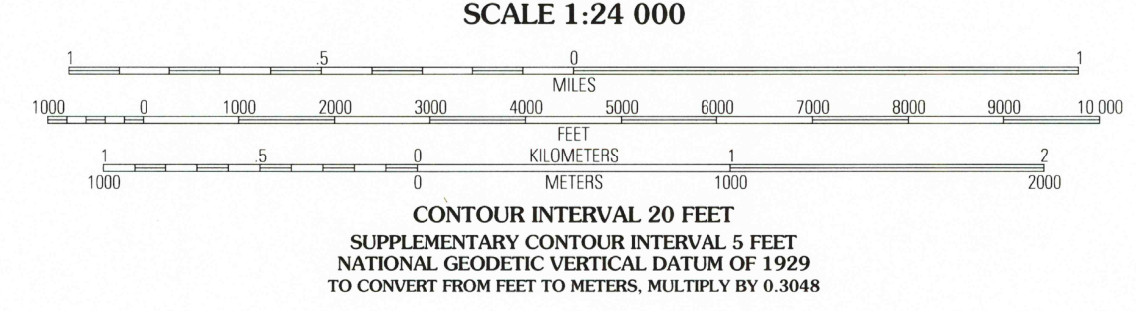 SCALE 1:24 000
1 .5 0 1
MILES
1000 0 1000 2000 3000 4000 5000 6000 7000 8000 9000 10 000
FEET
1 .5 0 KILOMETERS 1 2
1000 0 METERS 1000 2000
CONTOUR INTERVAL 20 FEET
SUPPLEMENTARY CONTOUR INTERVAL 5 FEET
NATIONAL GEODETIC VERTICAL DATUM OF 1929
TO CONVERT FROM FEET TO METERS, MULTIPLY BY 0.3048